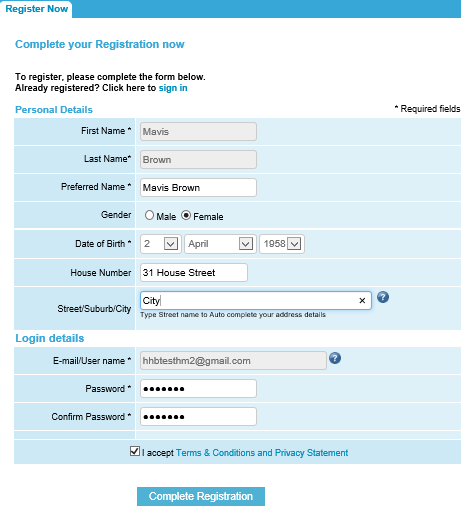 Register Now
Complete your Registration now
To register, please complete the form below.
Already registered? Click here to sign in
Personal Details * Required fields
First Name * Mavis
Last Name* Brown
Preferred Name * Mavis Brown
Gender Male Female
Date of Birth * 2 April 1958
House Number 31 House Street
Street/Suburb/City City × ?
Type Street name to Auto complete your address details
Login details
E-mail/User name * hhbtesthm2@gmail.com ?
Password * •••••••
Confirm Password * •••••••
I accept Terms & Conditions and Privacy Statement
Complete Registration